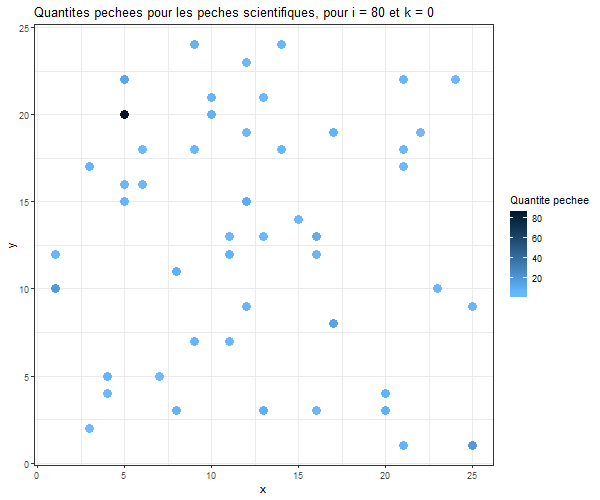 Quantites pechees pour les peches scientifiques, pour i = 80 et k = 0
25
20
15
10
5
0
y
0 5 10 15 20 25
x
Quantite pechee
80
60
40
20